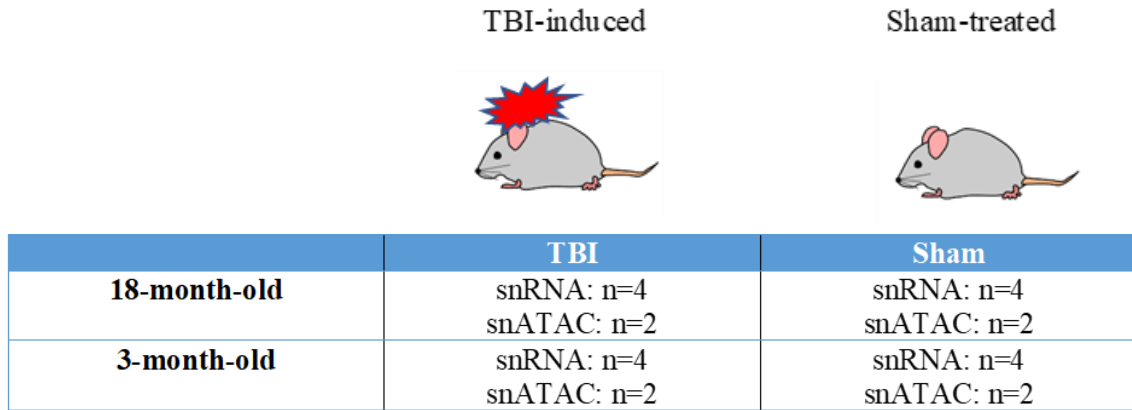 TBI-induced Sham-treated
TBI Sham
18-month-old snRNA: n=4 snRNA: n=4
snATAC: n=2 snATAC: n=2
3-month-old snRNA: n=4 snRNA: n=4
snATAC: n=2 snATAC: n=2